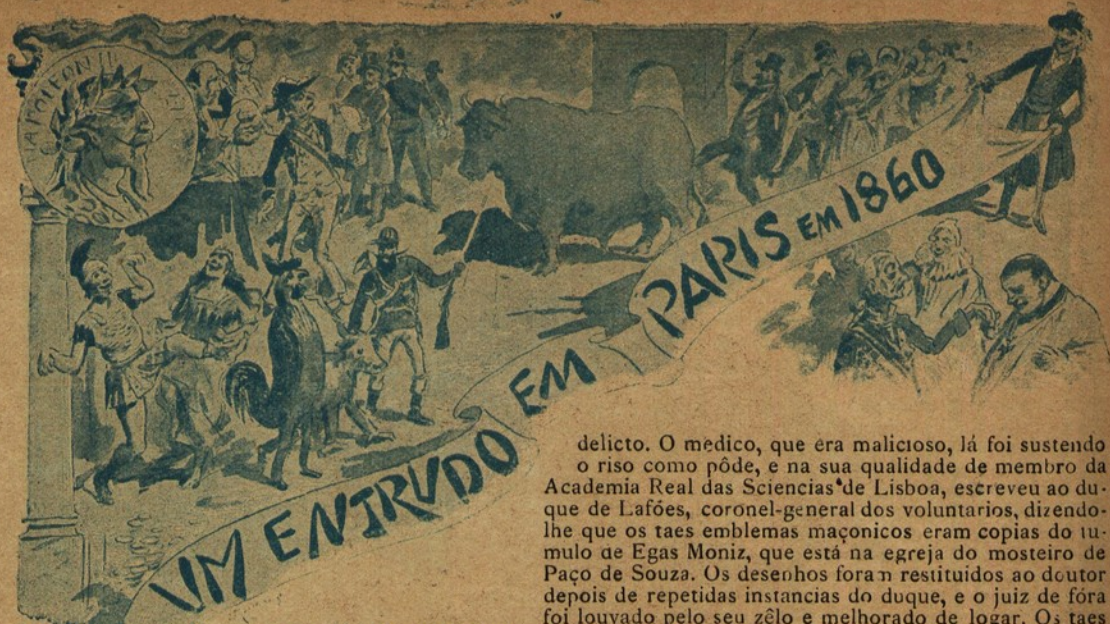 NAPOLEON III
UM ENTRUDO EM PARIS EM 1860
delicto. O medico, que era malicioso, lá foi sustendo
o riso como pôde, e na sua qualidade de membro da
Academia Real das Sciencias de Lisboa, escreveu ao du-
que de Lafões, coronel-general dos voluntarios, dizendo-
lhe que os taes emblemas maçonicos eram copias do tu-
mulo de Egas Moniz, que está na egreja do mosteiro de
Paço de Souza. Os desenhos foram restituidos ao doutor
depois de repetidas instancias do duque, e o juiz de fóra
foi louvado pelo seu zêlo e melhorado de logar. Os taes